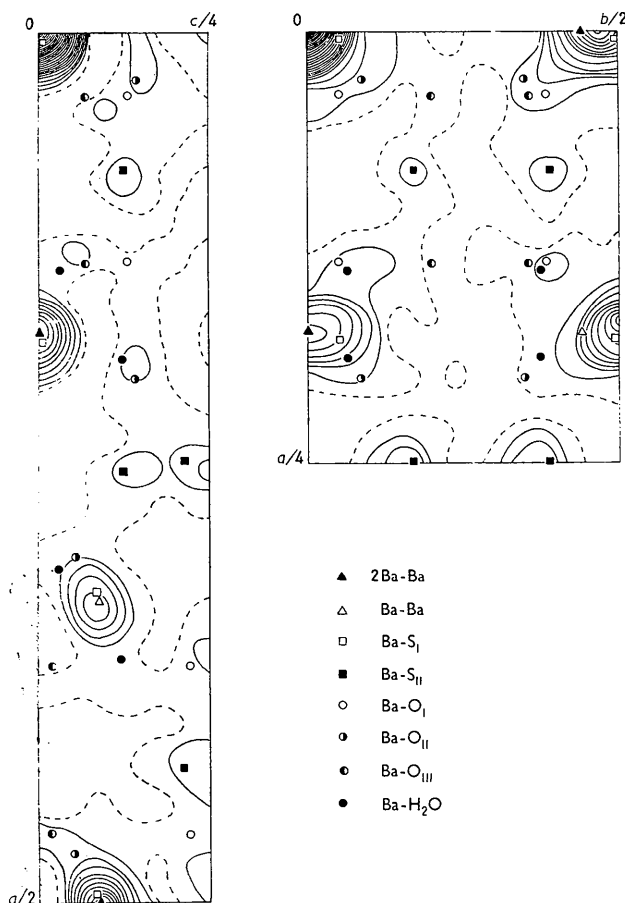 0
c/4
0
b/2
a/4
a/2
2Ba-Ba
Ba-Ba
Ba-S_I
Ba-S_II
Ba-O_I
Ba-O_II
Ba-O_III
Ba-H₂O